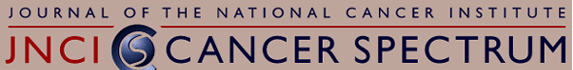 JOURNAL OF THE NATIONAL CANCER INSTITUTE
JNCI CANCER SPECTRUM